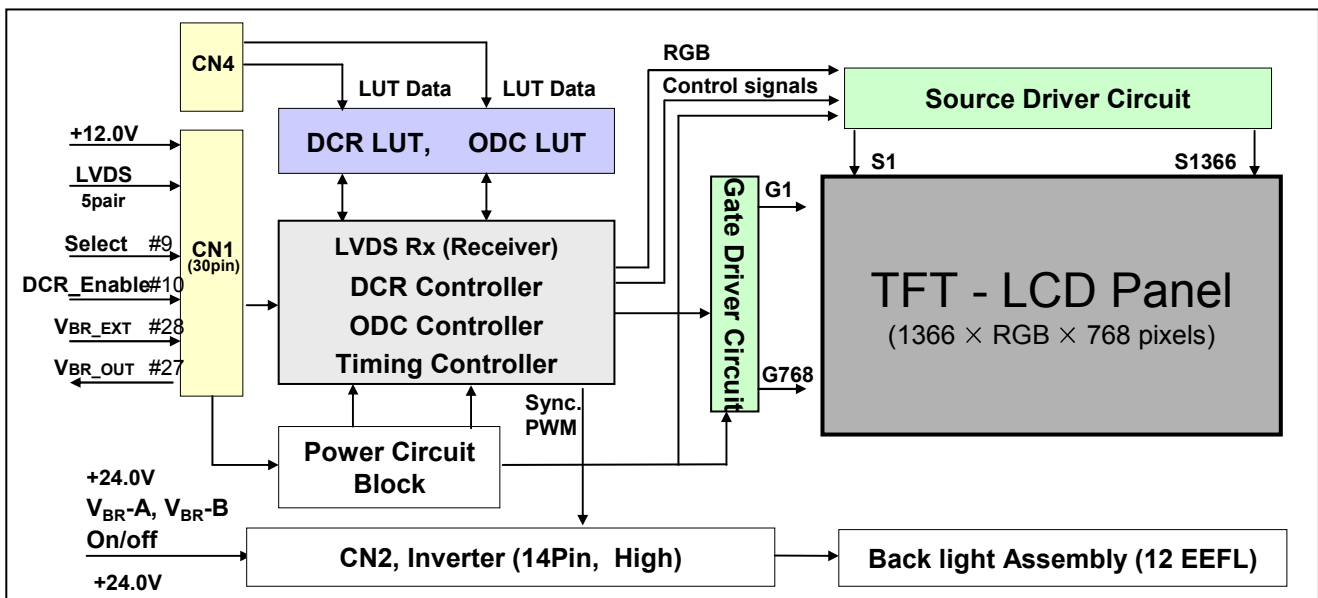 CN4
LUT Data
LUT Data
RGB
Control signals
Source Driver Circuit
DCR LUT, ODC LUT
S1
S1366
+12.0V
LVDS
5pair
Select #9
DCR_Enable#10
VBR_EXT #28
VBR_OUT #27
CN1
(30pin)
LVDS Rx (Receiver)
DCR Controller
ODC Controller
Timing Controller
Gate Driver Circuit
G1
G768
TFT - LCD Panel
(1366 × RGB × 768 pixels)
Sync.
PWM
Power Circuit
Block
+24.0V
VBR-A, VBR-B
On/off
+24.0V
CN2, Inverter (14Pin, High)
Back light Assembly (12 EEFL)